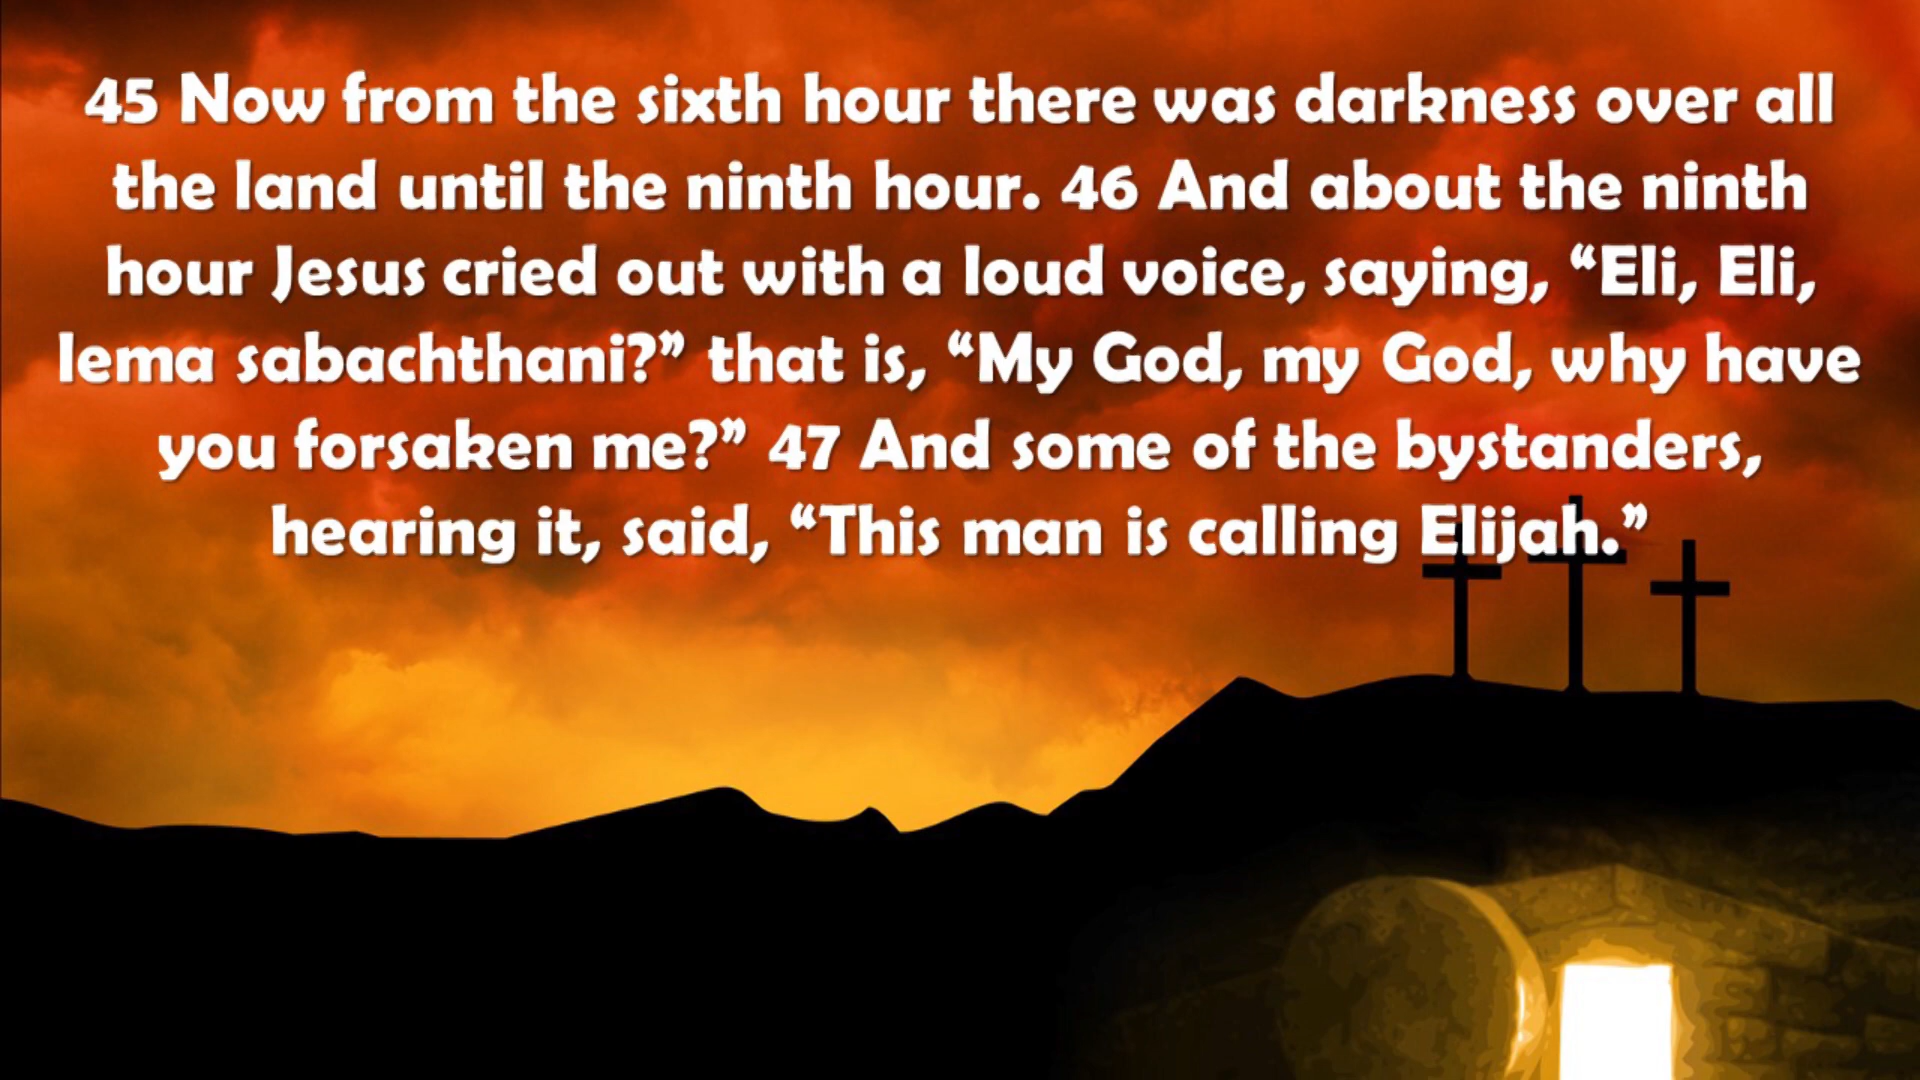 45 Now from the sixth hour there was darkness over all
the land until the ninth hour. 46 And about the ninth
hour Jesus cried out with a loud voice, saying, “Eli, Eli,
lema sabachthani?” that is, “My God, my God, why have
you forsaken me?” 47 And some of the bystanders,
hearing it, said, “This man is calling Elijah.”